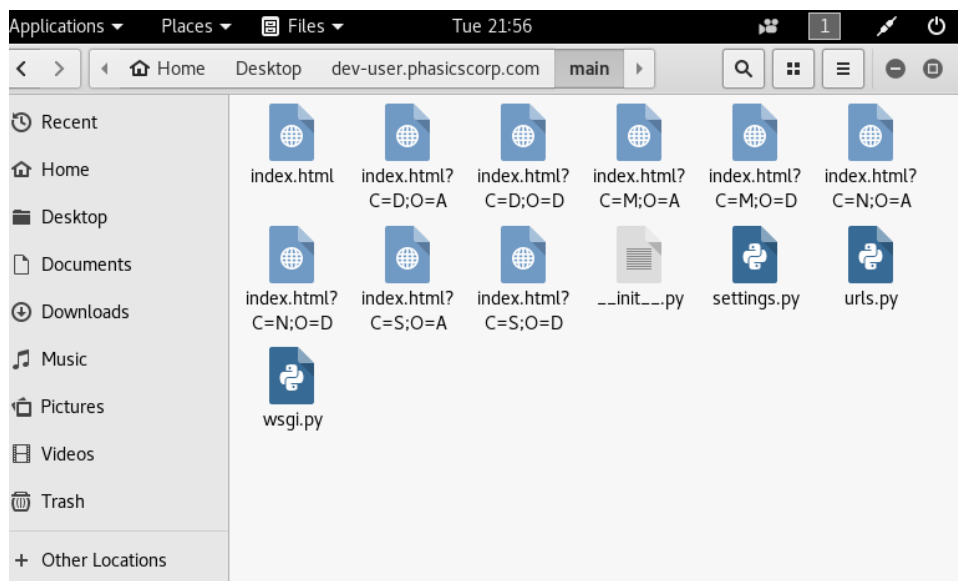 Applications Places Files Tue 21:56 1
Home Desktop dev-user.phasicscorp.com main
Recent
Home
Desktop
Documents
Downloads
Music
Pictures
Videos
Trash
+ Other Locations
index.html index.html? index.html? index.html? index.html? index.html?
C=D;O=A C=D;O=D C=M;O=A C=M;O=D C=N;O=A
index.html? index.html? index.html? __init__.py settings.py urls.py
C=N;O=D C=S;O=A C=S;O=D
wsgi.py